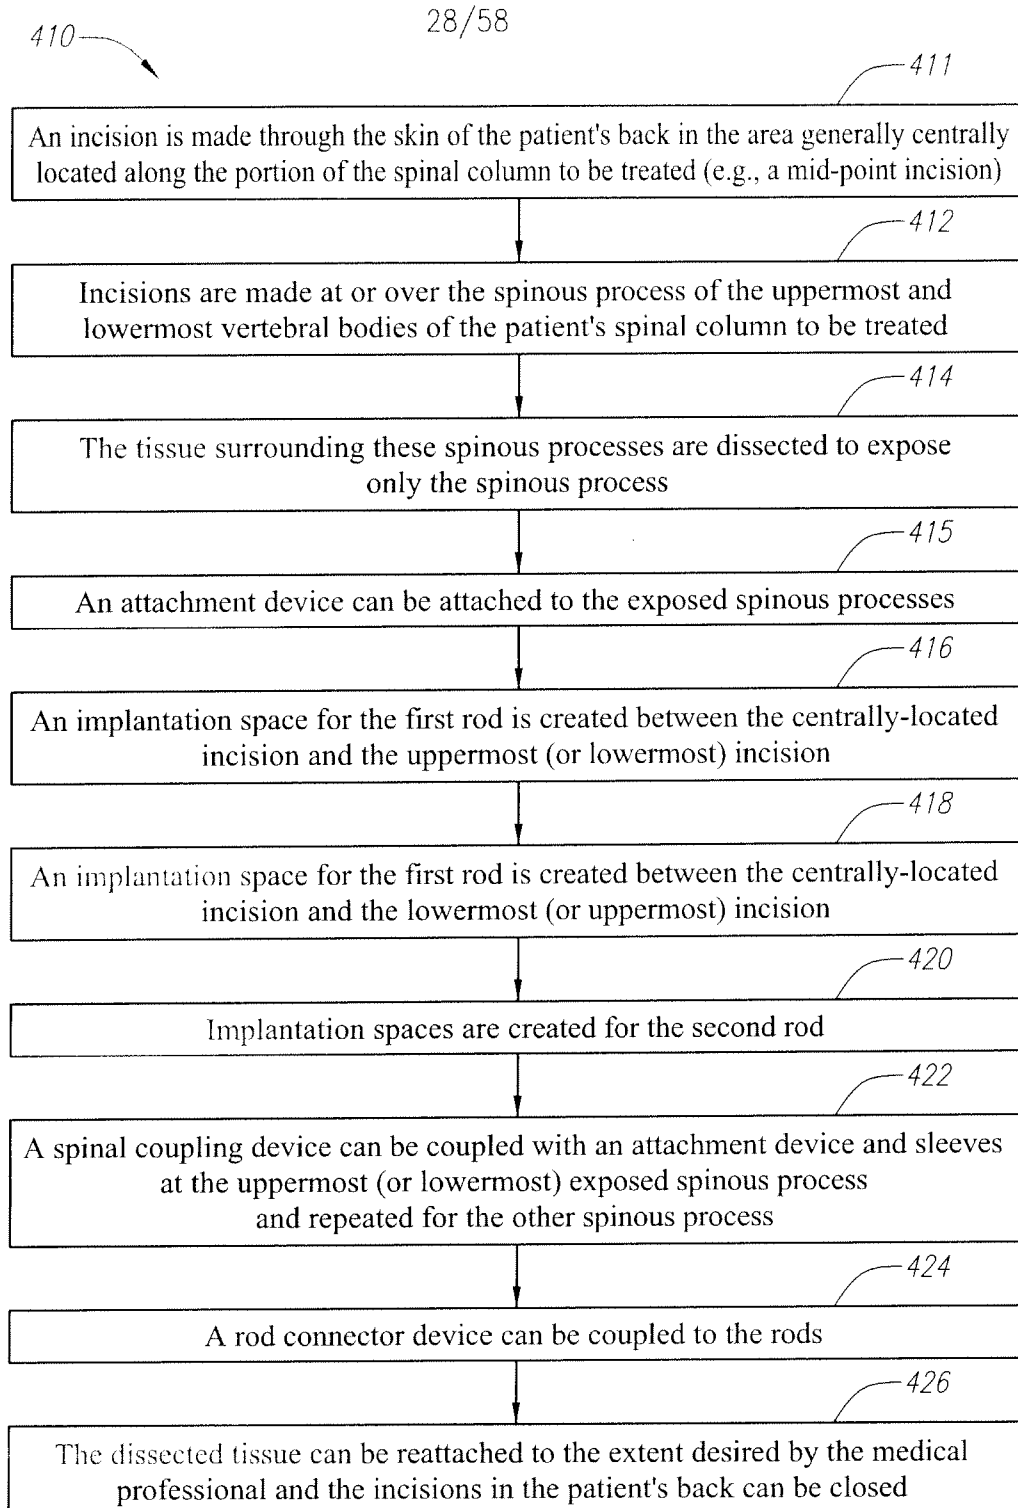 28/58
410
411
An incision is made through the skin of the patient's back in the area generally centrally
located along the portion of the spinal column to be treated (e.g., a mid-point incision)
412
Incisions are made at or over the spinous process of the uppermost and
lowermost vertebral bodies of the patient's spinal column to be treated
414
The tissue surrounding these spinous processes are dissected to expose
only the spinous process
415
An attachment device can be attached to the exposed spinous processes
416
An implantation space for the first rod is created between the centrally-located
incision and the uppermost (or lowermost) incision
418
An implantation space for the first rod is created between the centrally-located
incision and the lowermost (or uppermost) incision
420
Implantation spaces are created for the second rod
422
A spinal coupling device can be coupled with an attachment device and sleeves
at the uppermost (or lowermost) exposed spinous process
and repeated for the other spinous process
424
A rod connector device can be coupled to the rods
426
The dissected tissue can be reattached to the extent desired by the medical
professional and the incisions in the patient's back can be closed